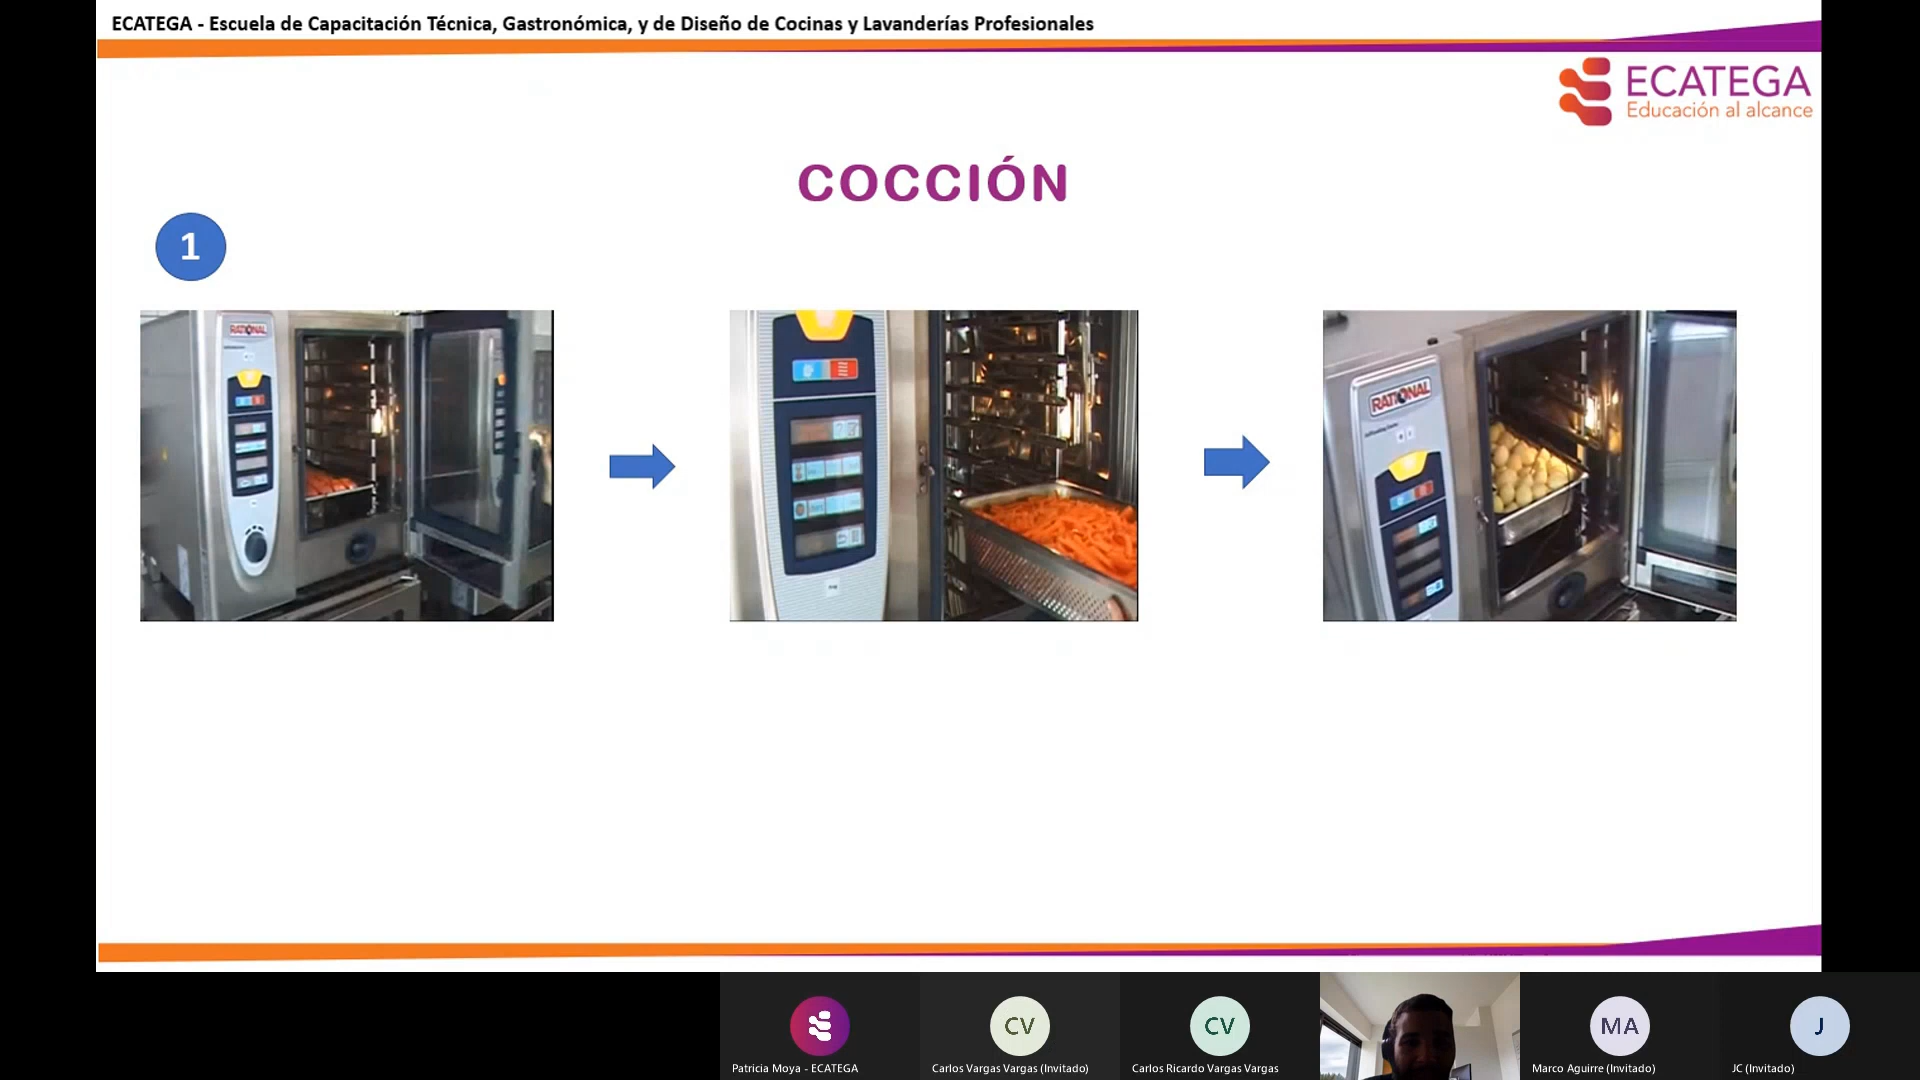 ECATEGA - Escuela de Capacitación Técnica, Gastronómica, y de Diseño de Cocinas y Lavanderías Profesionales
ECATEGA
Educación al alcance
COCCIÓN
1
RATIONAL
RATIONAL
CV
CV
MA
J
Patricia Moya - ECATEGA
Carlos Vargas Vargas (Invitado)
Carlos Ricardo Vargas Vargas
Marco Aguirre (Invitado)
JC (Invitado)